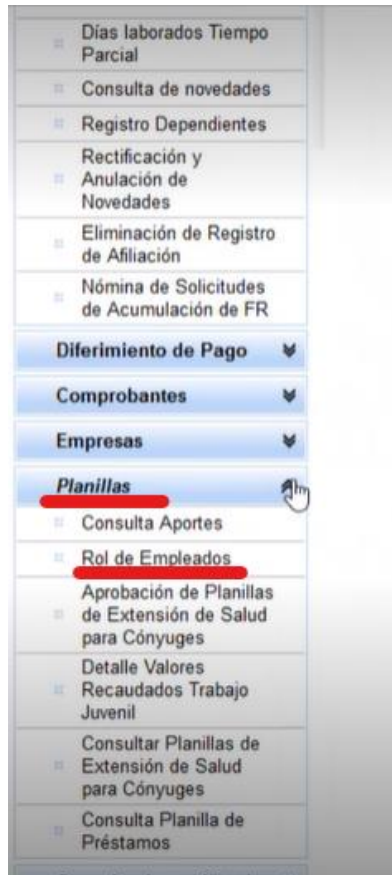 Días laborados Tiempo
Parcial
Consulta de novedades
Registro Dependientes
Rectificación y
Anulación de
Novedades
Eliminación de Registro
de Afiliación
Nómina de Solicitudes
de Acumulación de FR
Diferimiento de Pago
Comprobantes
Empresas
Planillas
Consulta Aportes
Rol de Empleados
Aprobación de Planillas
de Extensión de Salud
para Cónyuges
Detalle Valores
Recaudados Trabajo
Juvenil
Consultar Planillas de
Extensión de Salud
para Cónyuges
Consulta Planilla de
Préstamos